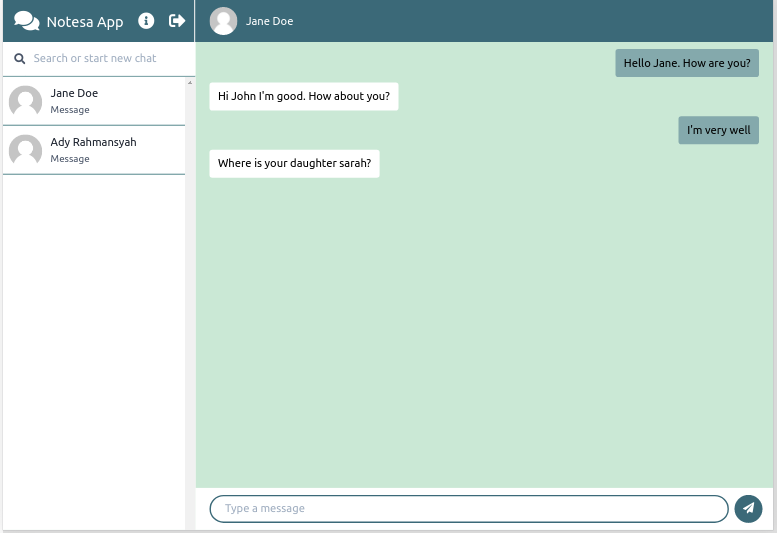 Notesa App
Jane Doe
Search or start new chat
Jane Doe
Message
Ady Rahmansyah
Message
Hello Jane. How are you?
Hi John I'm good. How about you?
I'm very well
Where is your daughter sarah?
Type a message